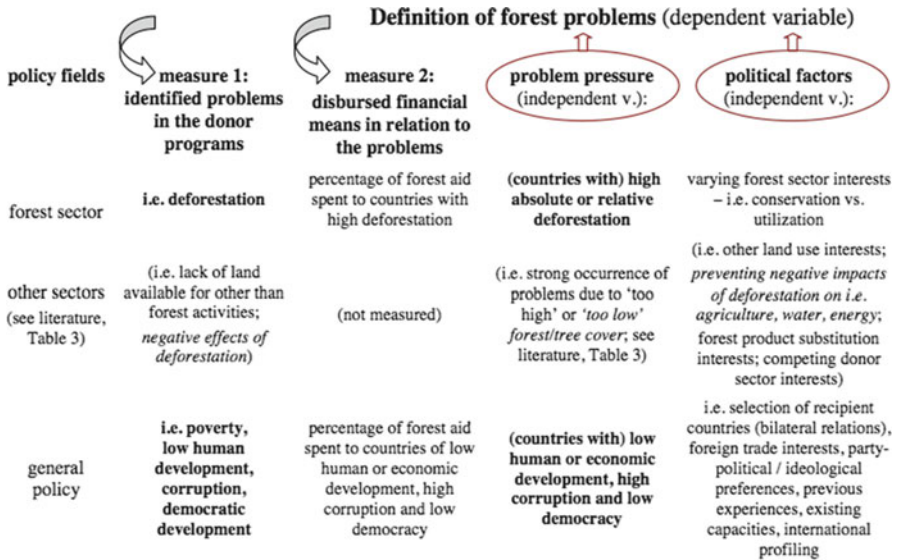 Definition of forest problems (dependent variable)
policy fields
measure 1:
identified problems
in the donor
programs
measure 2:
disbursed financial
means in relation to
the problems
problem pressure
(independent v.):
political factors
(independent v.):
forest sector
i.e. deforestation
percentage of forest aid
spent to countries with
high deforestation
(countries with) high
absolute or relative
deforestation
varying forest sector interests
– i.e. conservation vs.
utilization
other sectors
(see literature,
Table 3)
(i.e. lack of land
available for other than
forest activities;
negative effects of
deforestation)
(not measured)
(i.e. strong occurrence of
problems due to ‘too
high’ or ‘too low’
forest/tree cover; see
literature, Table 3)
(i.e. other land use interests;
preventing negative impacts
of deforestation on i.e.
agriculture, water, energy;
forest product substitution
interests; competing donor
sector interests)
general
policy
i.e. poverty,
low human
development,
corruption,
democratic
development
percentage of forest aid
spent to countries of low
human or economic
development, high
corruption and low
democracy
(countries with) low
human or economic
development, high
corruption and low
democracy
i.e. selection of recipient
countries (bilateral relations),
foreign trade interests, party-
political / ideological
preferences, previous
experiences, existing
capacities, international
profiling